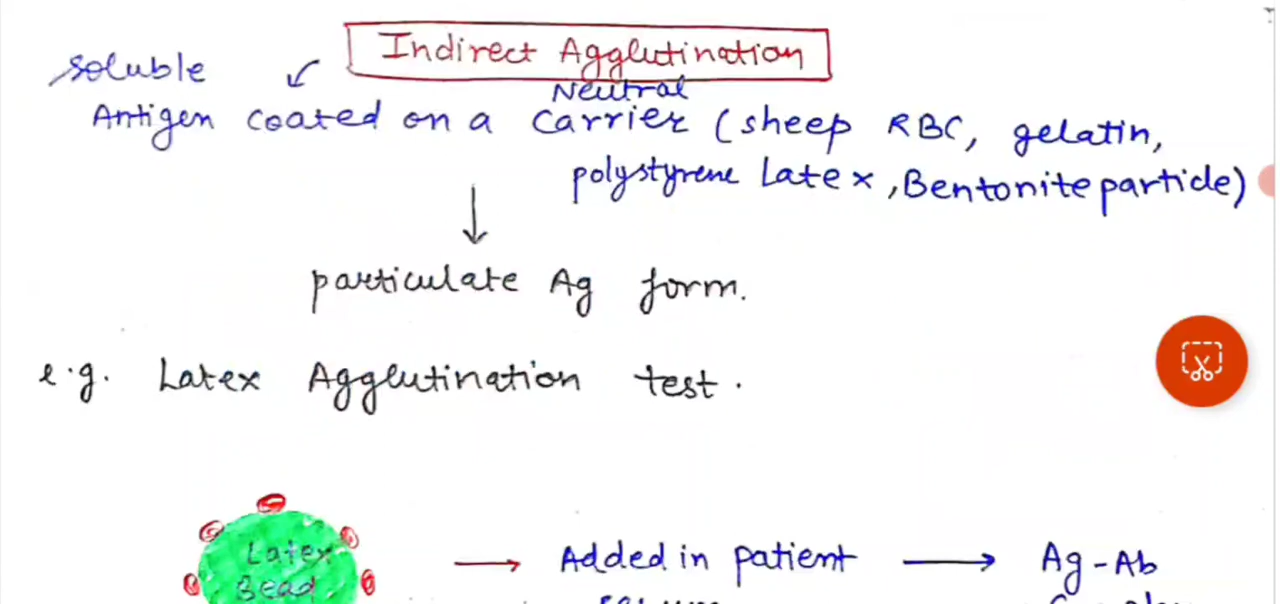 Indirect Agglutination
soluble
Neutral
Antigen coated on a carrier (sheep RBC, gelatin,
polystyrene Latex, Bentonite particle)
particulate Ag form.
e.g. Latex Agglutination test.
Latex
Bead
Added in patient
Ag-Ab